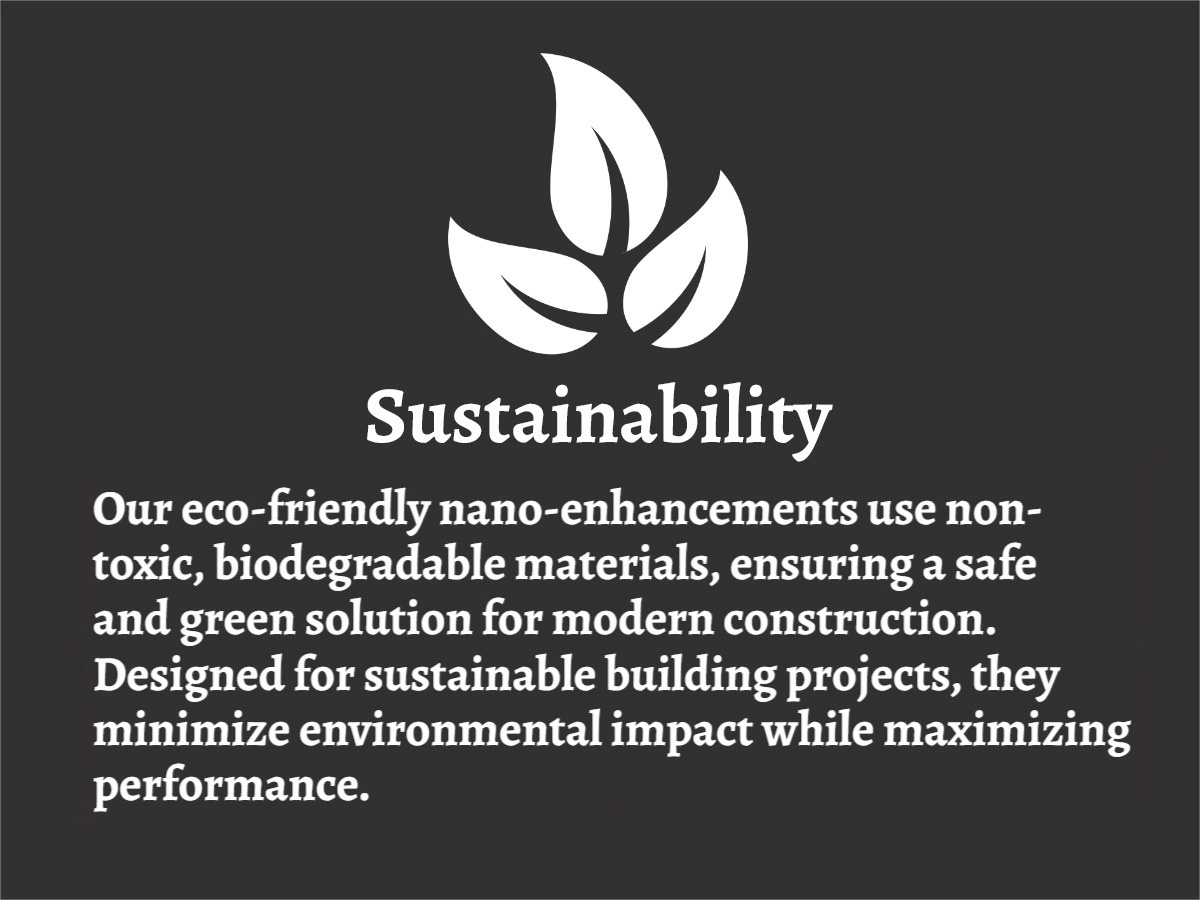 Sustainability
Our eco-friendly nano-enhancements use non-
toxic, biodegradable materials, ensuring a safe
and green solution for modern construction.
Designed for sustainable building projects, they
minimize environmental impact while maximizing
performance.